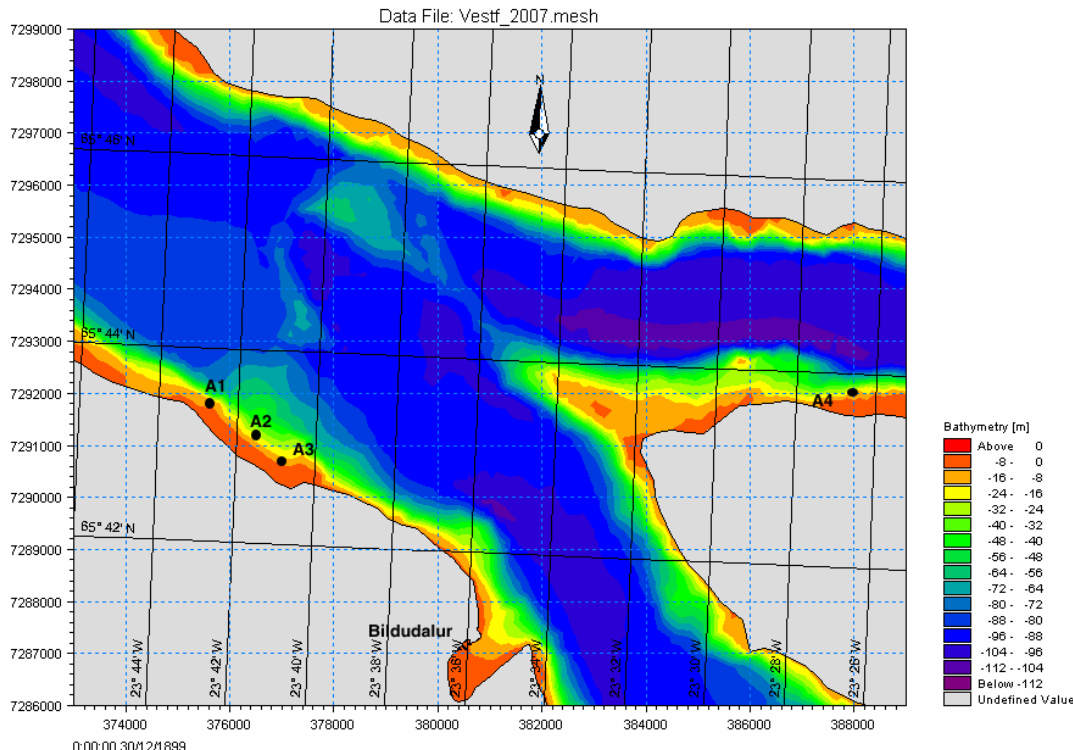 Data File: Vestf_2007.mesh
7299000
7298000
7297000
7296000
7295000
7294000
7293000
7292000
7291000
7290000
7289000
7288000
7287000
7286000
N
65° 46' N
65° 44' N
65° 42' N
A1
A2
A3
A4
Bildudalur
23° 44' W
23° 42' W
23° 40' W
23° 38' W
23° 36' W
23° 34' W
23° 32' W
23° 30' W
23° 28' W
23° 26' W
374000 376000 378000 380000 382000 384000 386000 388000
0:00:00 30/12/1899
Bathymetry [m]
Above 0
-8 - 0
-16 - -8
-24 - -16
-32 - -24
-40 - -32
-48 - -40
-56 - -48
-64 - -56
-72 - -64
-80 - -72
-88 - -80
-96 - -88
-104 - -96
-112 - -104
Below -112
Undefined Value